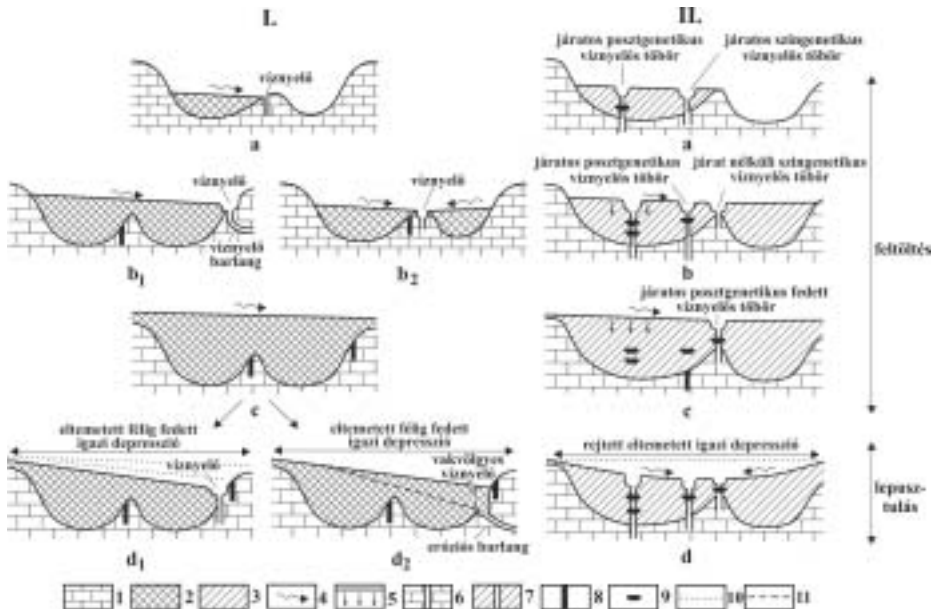 I.
II.
víznyelő
a
járatos posztgenetikus
víznyelős töbör
járatos szingenetikus
víznyelős töbör
a
víznyelő
víznyelő
barlang
b1
víznyelő
b2
járatos posztgenetikus
víznyelős töbör
járat nélküli szingenetikus
víznyelős töbör
b
feltöltés
c
járatos posztgenetikus fedett
víznyelős töbör
c
eltemetett félig fedett
igazi depresszió
víznyelő
d1
eltemetett félig fedett
igazi depresszió
vakvölgyes
víznyelő
eróziós barlang
d2
rejtett eltemetett igazi depresszió
d
lepusz-
tulás
1 2 3 4 5 6 7 8 9 10 11